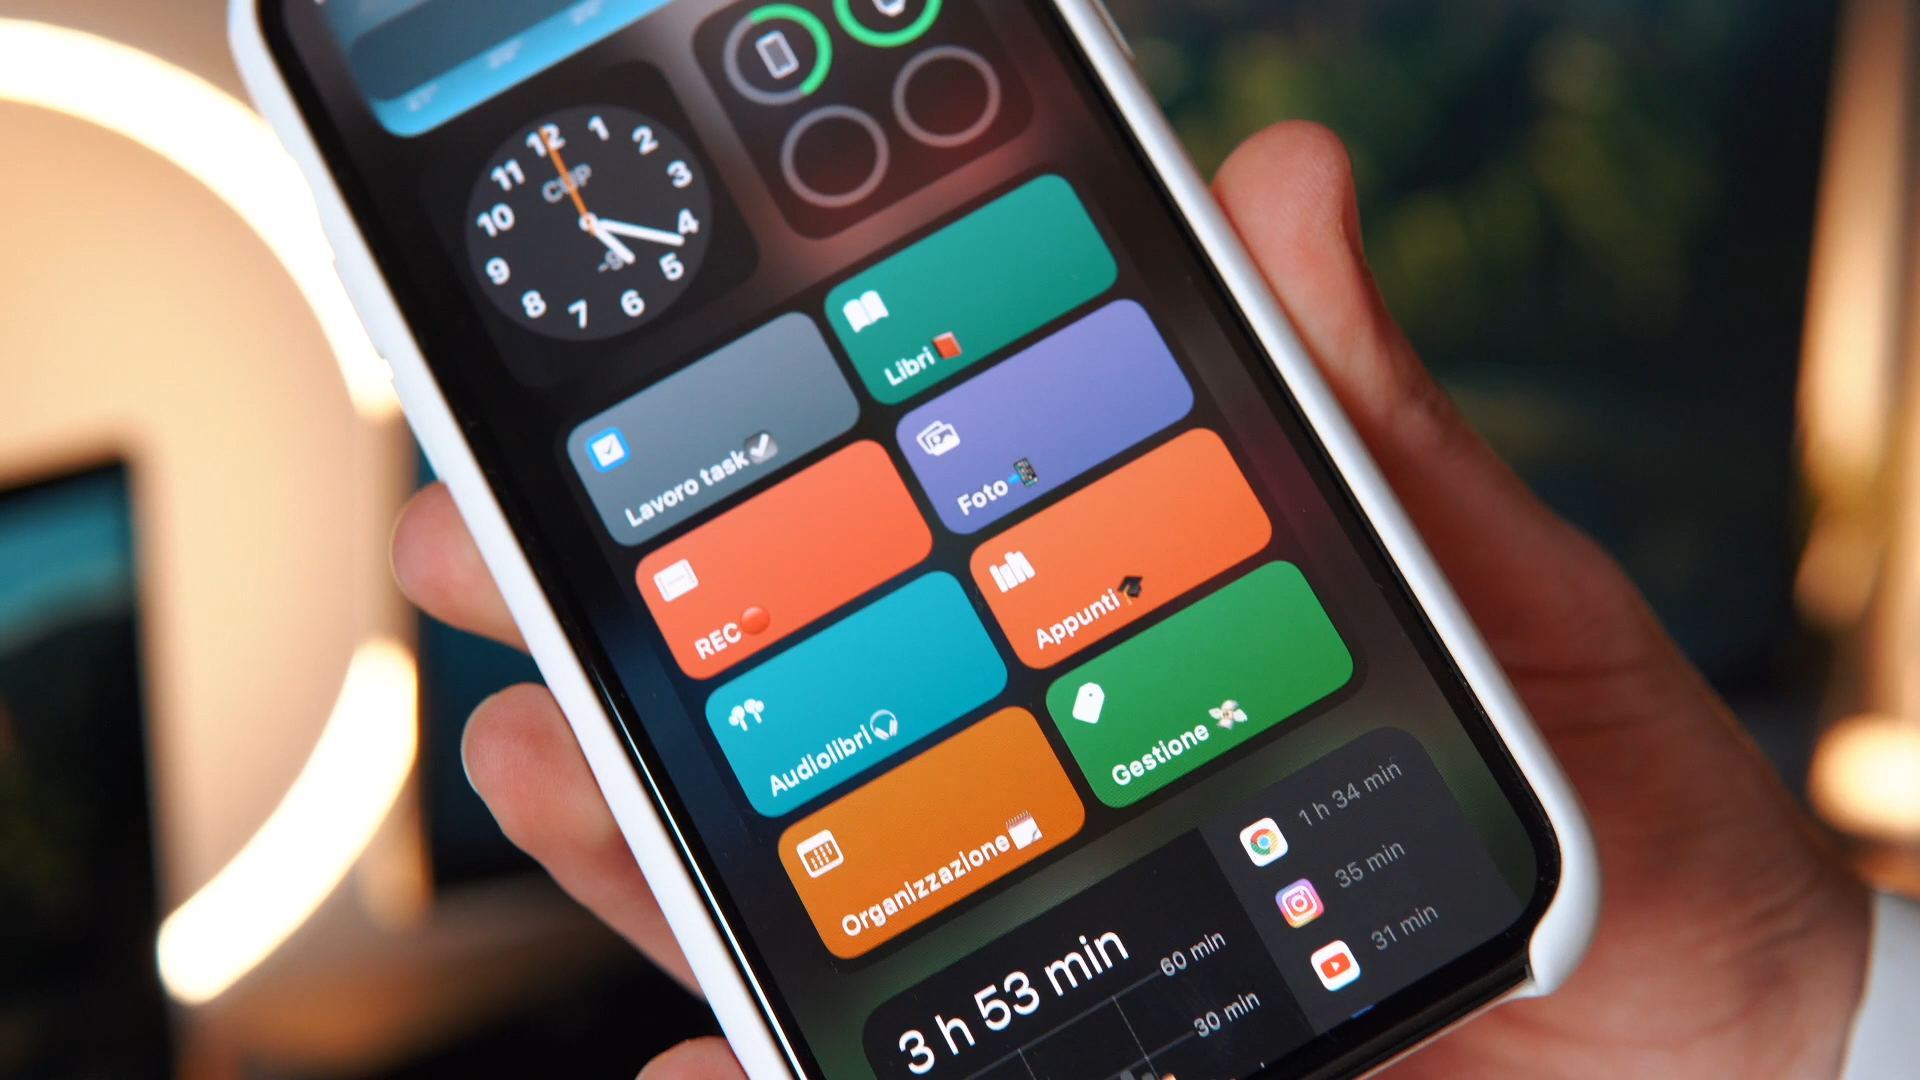 12
1
2
3
4
5
6
7
8
9
10
11
CUP
Libri📕
Lavoro task✔️
Foto📲
REC🔴
Appunti🎓
Audiolibri🎧
Gestione 💸
Organizzazione🗓️
3 h 53 min
60 min
30 min
1 h 34 min
35 min
31 min